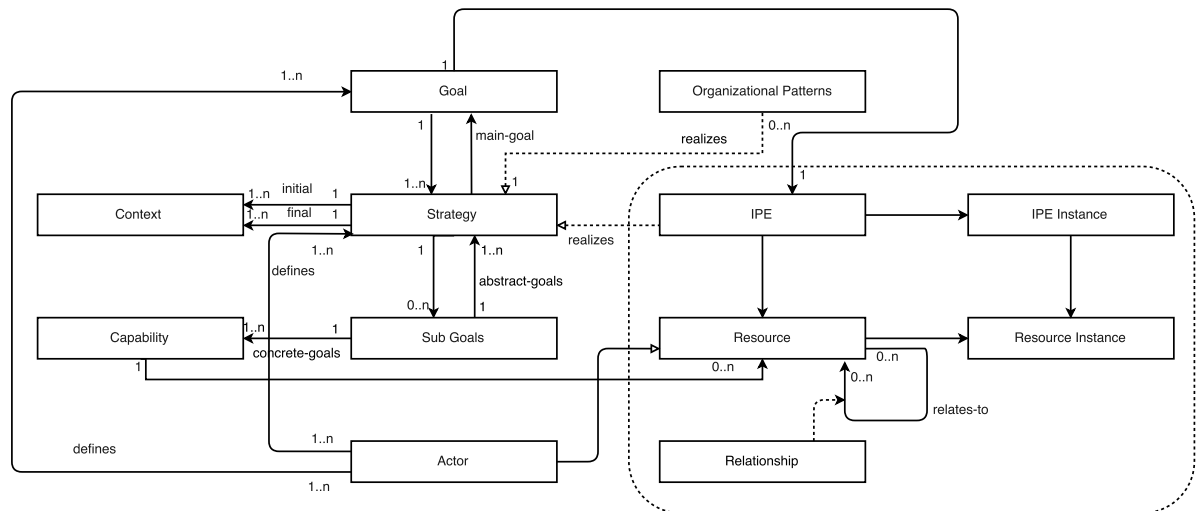 1
1..n
Goal
Organizational Patterns
1
main-goal
realizes
0..n
1..n
1
1
1..n
initial
1
Context
1..n
final
1
Strategy
IPE
IPE Instance
realizes
1..n
defines
1
1..n
abstract-goals
0..n
1
Capability
1..n
1
concrete-goals
Sub Goals
Resource
Resource Instance
1
0..n
0..n
0..n
relates-to
1..n
defines
Actor
Relationship
1..n